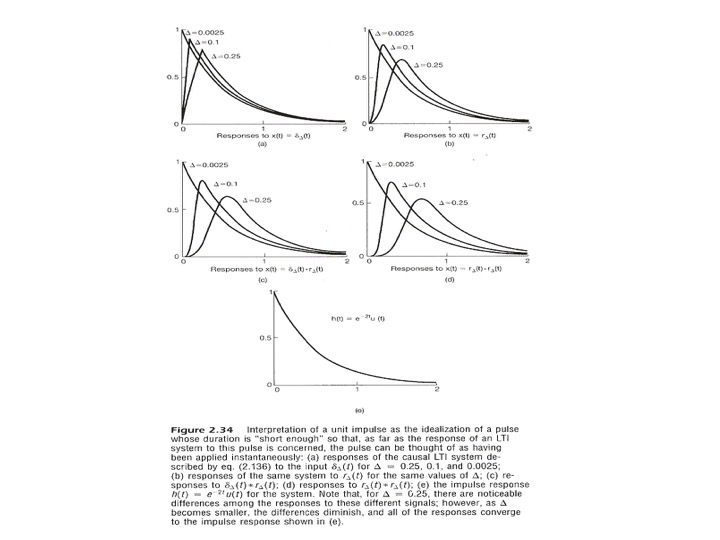 1
Δ=0.0025
Δ=0.1
Δ=0.25
0.5
0
0 1 2
Responses to x(t) = δΔ(t)
(a)
1
Δ=0.0025
Δ=0.1
Δ=0.25
0.5
0
0 1 2
Responses to x(t) = rΔ(t)
(b)
1
Δ=0.0025
Δ=0.1
Δ=0.25
0.5
0
0 1 2
Responses to x(t) = δΔ(t)*rΔ(t)
(c)
1
Δ=0.0025
Δ=0.1
Δ=0.25
0.5
0
0 1 2
Responses to x(t) = rΔ(t)*rΔ(t)
(d)
1
h(t) = e⁻²ᵗu (t)
0.5
0
0 1 2
(e)
Figure 2.34 Interpretation of a unit impulse as the idealization of a pulse
whose duration is "short enough" so that, as far as the response of an LTI
system to this pulse is concerned, the pulse can be thought of as having
been applied instantaneously: (a) responses of the causal LTI system de-
scribed by eq. (2.136) to the input δΔ(t) for Δ = 0.25, 0.1, and 0.0025;
(b) responses of the same system to rΔ(t) for the same values of Δ; (c) re-
sponses to δΔ(t)*rΔ(t); (d) responses to rΔ(t)*rΔ(t); (e) the impulse response
h(t) = e⁻²ᵗu(t) for the system. Note that, for Δ = 0.25, there are noticeable
differences among the responses to these different signals; however, as Δ
becomes smaller, the differences diminish, and all of the responses converge
to the impulse response shown in (e).